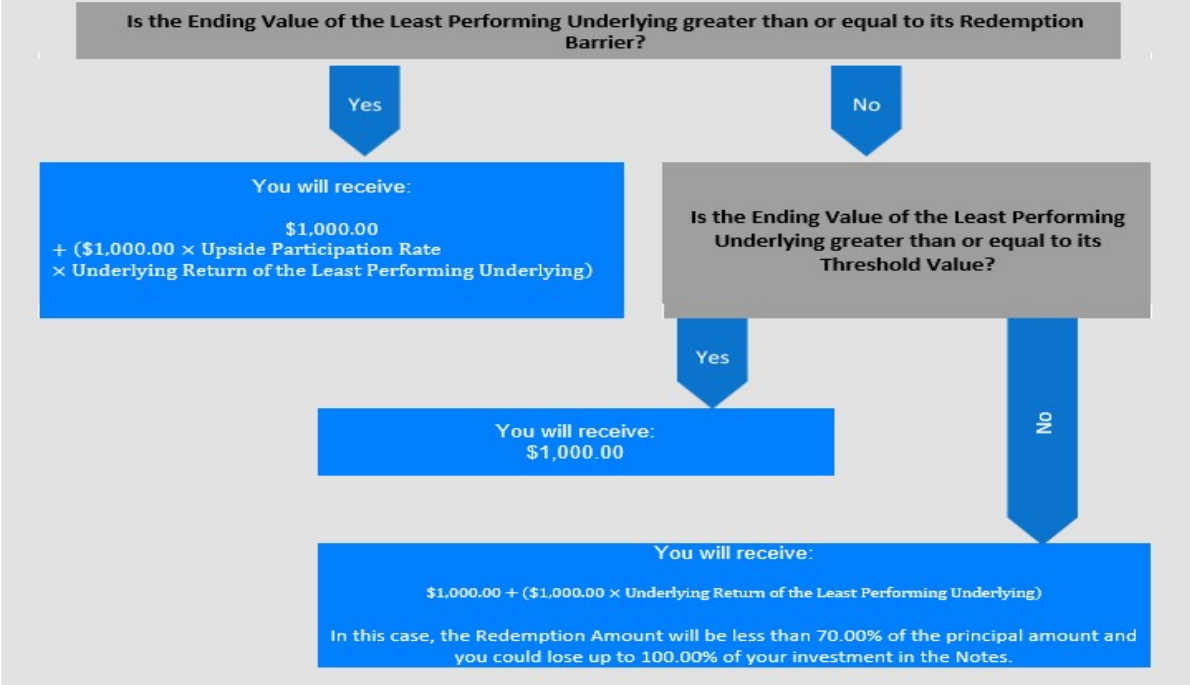 Is the Ending Value of the Least Performing Underlying greater than or equal to its Redemption
Barrier?
Yes
No
You will receive:
$1,000.00
+ ($1,000.00 × Upside Participation Rate
× Underlying Return of the Least Performing Underlying)
Is the Ending Value of the Least Performing
Underlying greater than or equal to its
Threshold Value?
Yes
No
You will receive:
$1,000.00
You will receive:
$1,000.00 + ($1,000.00 × Underlying Return of the Least Performing Underlying)
In this case, the Redemption Amount will be less than 70.00% of the principal amount and
you could lose up to 100.00% of your investment in the Notes.